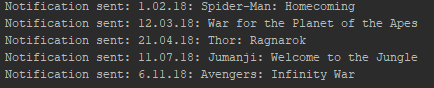 Notification sent: 1.02.18: Spider-Man: Homecoming
Notification sent: 12.03.18: War for the Planet of the Apes
Notification sent: 21.04.18: Thor: Ragnarok
Notification sent: 11.07.18: Jumanji: Welcome to the Jungle
Notification sent: 6.11.18: Avengers: Infinity War